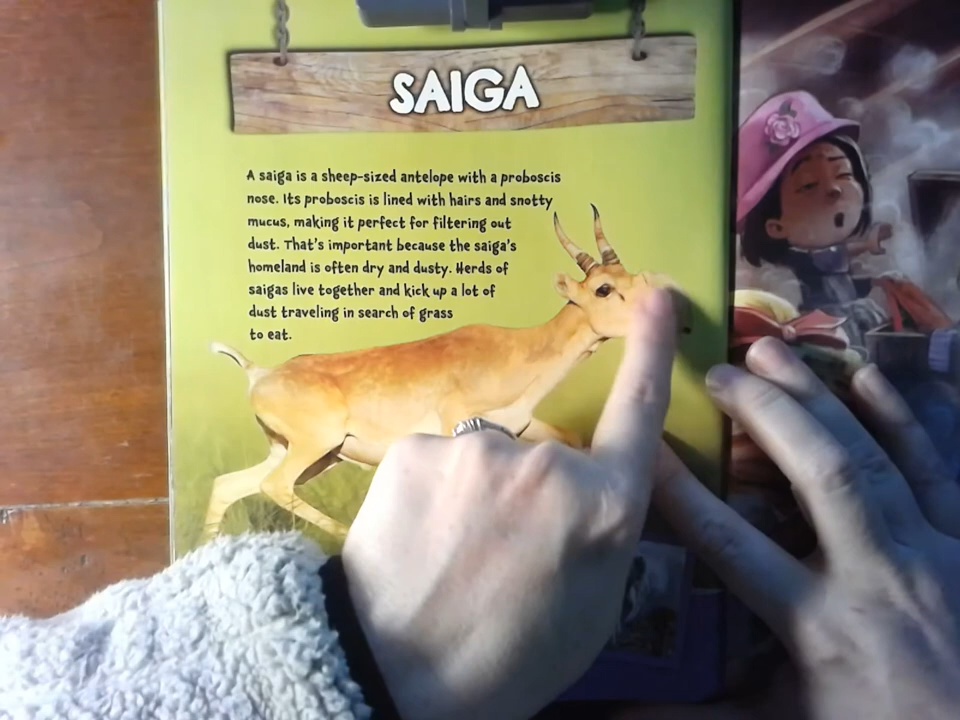 SAIGA
A saiga is a sheep-sized antelope with a proboscis
nose. Its proboscis is lined with hairs and snotty
mucus, making it perfect for filtering out
dust. That's important because the saiga's
homeland is often dry and dusty. Herds of
saigas live together and kick up a lot of
dust traveling in search of grass
to eat.